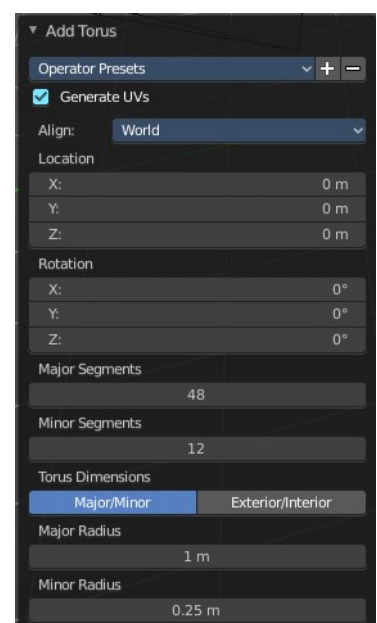 Add Torus
Operator Presets
Generate UVs
Align: World
Location
X: 0 m
Y: 0 m
Z: 0 m
Rotation
X: 0°
Y: 0°
Z: 0°
Major Segments
48
Minor Segments
12
Torus Dimensions
Major/Minor Exterior/Interior
Major Radius
1 m
Minor Radius
0.25 m